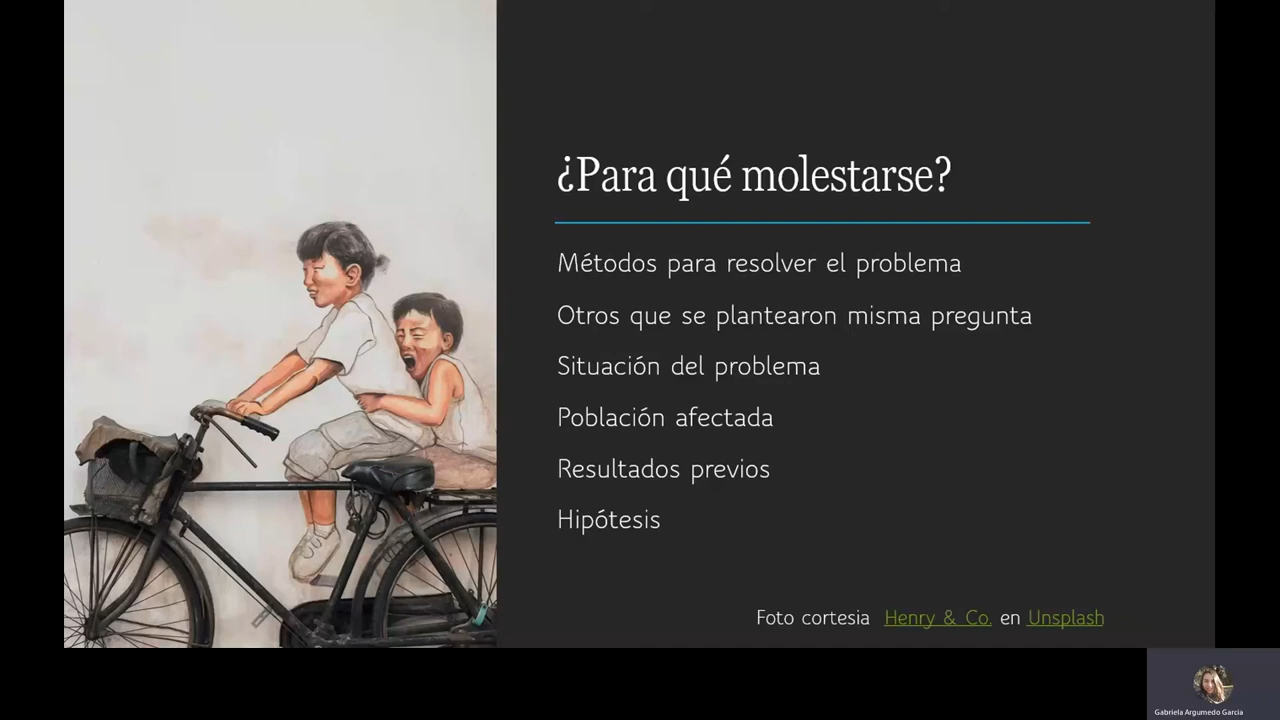 ¿Para qué molestarse?
Métodos para resolver el problema
Otros que se plantearon misma pregunta
Situación del problema
Población afectada
Resultados previos
Hipótesis
Foto cortesia Henry & Co. en Unsplash
Gabriela Argumedo Garcia